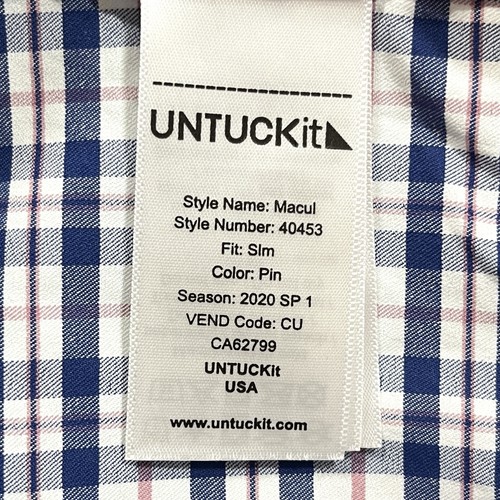 UNTUCKit
Style Name: Macul
Style Number: 40453
Fit: Slm
Color: Pin
Season: 2020 SP 1
VEND Code: CU
CA62799
UNTUCKit
USA
www.untuckit.com